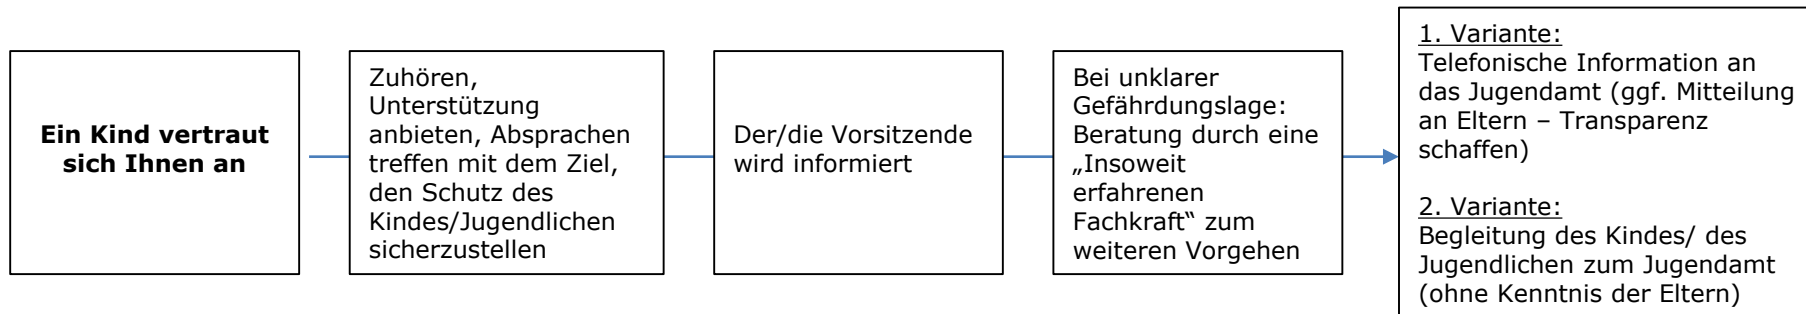 Ein Kind vertraut
sich Ihnen an
Zuhören,
Unterstützung
anbieten, Absprachen
treffen mit dem Ziel,
den Schutz des
Kindes/Jugendlichen
sicherzustellen
Der/die Vorsitzende
wird informiert
Bei unklarer
Gefährdungslage:
Beratung durch eine
„Insoweit
erfahrenen
Fachkraft“ zum
weiteren Vorgehen
1. Variante:
Telefonische Information an
das Jugendamt (ggf. Mitteilung
an Eltern – Transparenz
schaffen)
2. Variante:
Begleitung des Kindes/ des
Jugendlichen zum Jugendamt
(ohne Kenntnis der Eltern)